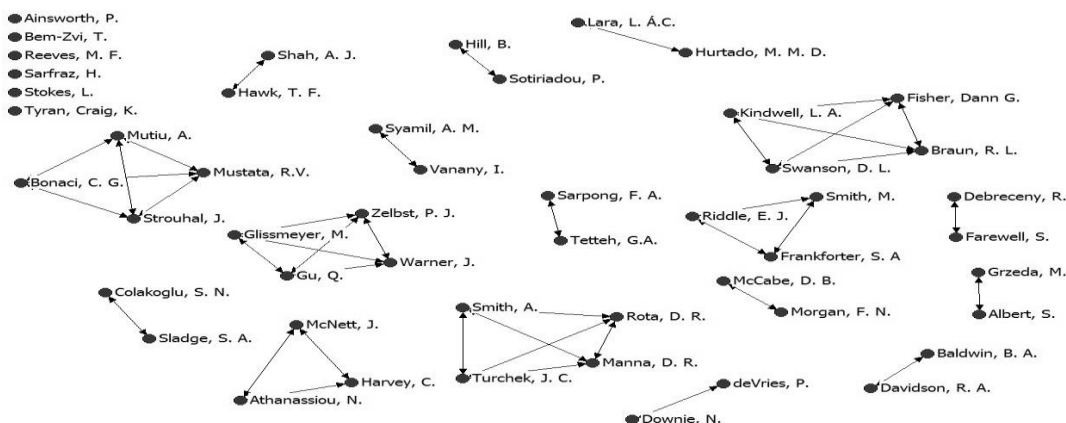 Ainsworth, P.
Bem-Zvi, T.
Reeves, M. F.
Sarfraz, H.
Stokes, L.
Tyran, Craig, K.
Shah, A. J.
Hawk, T. F.
Hill, B.
Sotiriadou, P.
Lara, L. Á.C.
Hurtado, M. M. D.
Mutiu, A.
Bonaci, C. G.
Mustata, R.V.
Strouhal, J.
Syamil, A. M.
Vanany, I.
Kindwell, L. A.
Fisher, Dann G.
Braun, R. L.
Swanson, D. L.
Glissmeyer, M.
Zelbst, P. J.
Warner, J.
Gu, Q.
Sarpong, F. A.
Tetteh, G.A.
Riddle, E. J.
Smith, M.
Frankforter, S. A
Debreceny, R.
Farewell, S.
Colakoglu, S. N.
Sladge, S. A.
McNett, J.
Harvey, C.
Athanassiou, N.
Smith, A.
Rota, D. R.
Manna, D. R.
Turchek, J. C.
McCabe, D. B.
Morgan, F. N.
Grzeda, M.
Albert, S.
deVries, P.
Downie, N.
Baldwin, B. A.
Davidson, R. A.